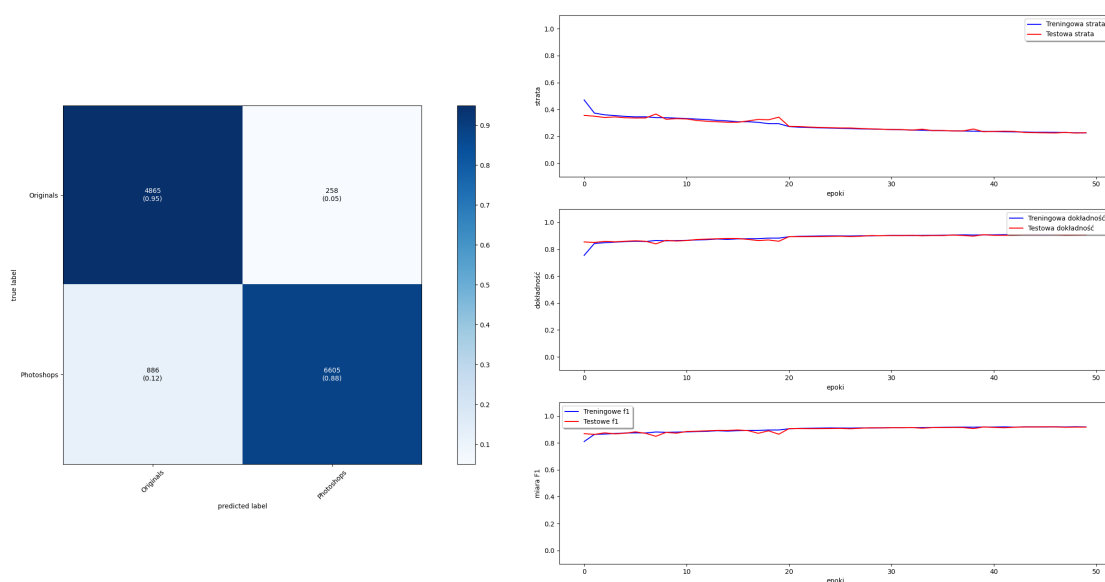 Originals
Photoshops
true label
4865
(0.95)
258
(0.05)
886
(0.12)
6605
(0.88)
Originals
Photoshops
predicted label
0.9
0.8
0.7
0.6
0.5
0.4
0.3
0.2
0.1
Treningowa strata
Testowa strata
1.0
0.8
0.6
0.4
0.2
0.0
strata
0
10
20
30
40
50
epoki
Treningowa dokładność
Testowa dokładność
1.0
0.8
0.6
0.4
0.2
0.0
dokładność
0
10
20
30
40
50
epoki
Treningowe f1
Testowe f1
1.0
0.8
0.6
0.4
0.2
0.0
miara F1
0
10
20
30
40
50
epoki